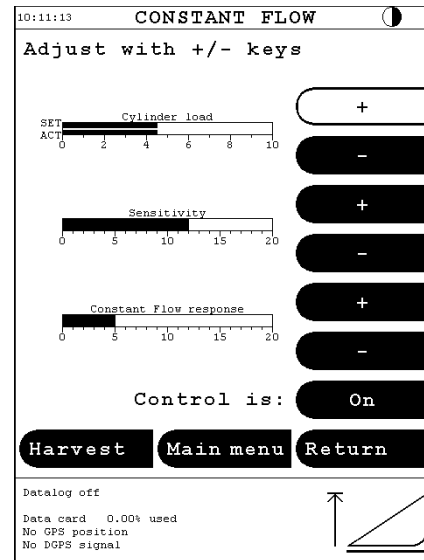 10:11:13 CONSTANT FLOW
Adjust with +/- keys
Cylinder load
SET
ACT
0 2 4 6 8 10
+
-
Sensitivity
0 5 10 15 20
+
-
Constant Flow response
0 5 10 15 20
+
-
Control is: On
Harvest Main menu Return
Datalog off
Data card 0.00% used
No GPS position
No DGPS signal